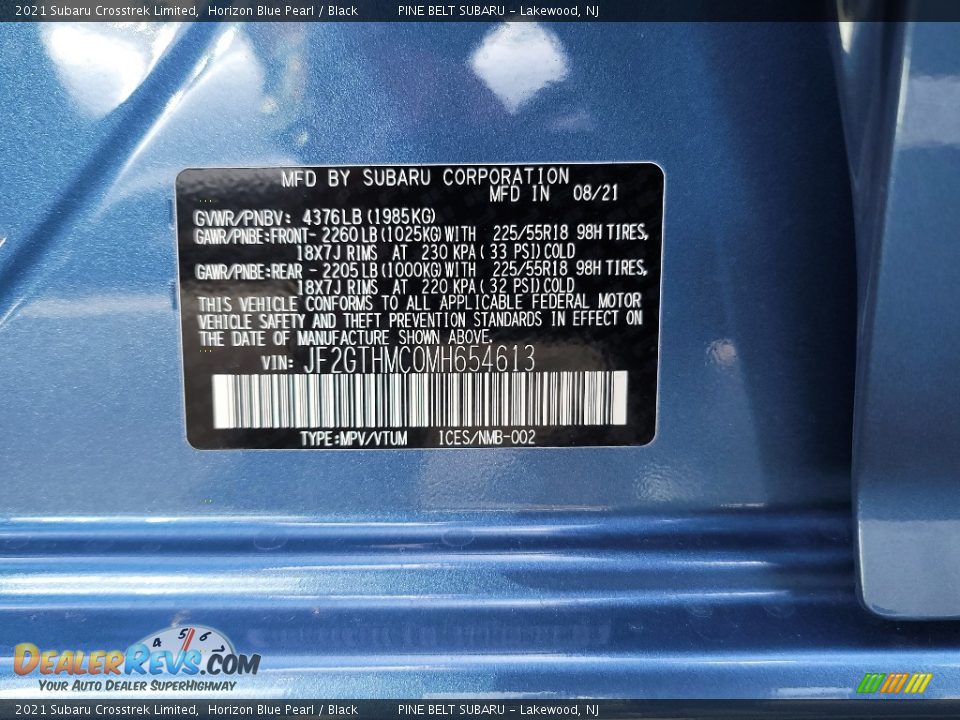 2021 Subaru Crosstrek Limited, Horizon Blue Pearl / Black PINE BELT SUBARU - Lakewood, NJ
MFD BY SUBARU CORPORATION
MFD IN 08/21
GVWR/PNBV: 4376LB(1985KG)
GAWR/PNBE:FRONT- 2260LB(1025KG)WITH 225/55R18 98H TIRES,
18X7J RIMS AT 230 KPA(33 PSI)COLD
GAWR/PNBE:REAR - 2205LB(1000KG)WITH 225/55R18 98H TIRES,
18X7J RIMS AT 220 KPA(32 PSI)COLD
THIS VEHICLE CONFORMS TO ALL APPLICABLE FEDERAL MOTOR
VEHICLE SAFETY AND THEFT PREVENTION STANDARDS IN EFFECT ON
THE DATE OF MANUFACTURE SHOWN ABOVE.
VIN: JF2GTHMC0MH654613
TYPE:MPV/VTUM ICES/NMB-002
4 5 6
DEALERREVS.COM
YOUR AUTO DEALER SUPERHIGHWAY
2021 Subaru Crosstrek Limited, Horizon Blue Pearl / Black PINE BELT SUBARU - Lakewood, NJ